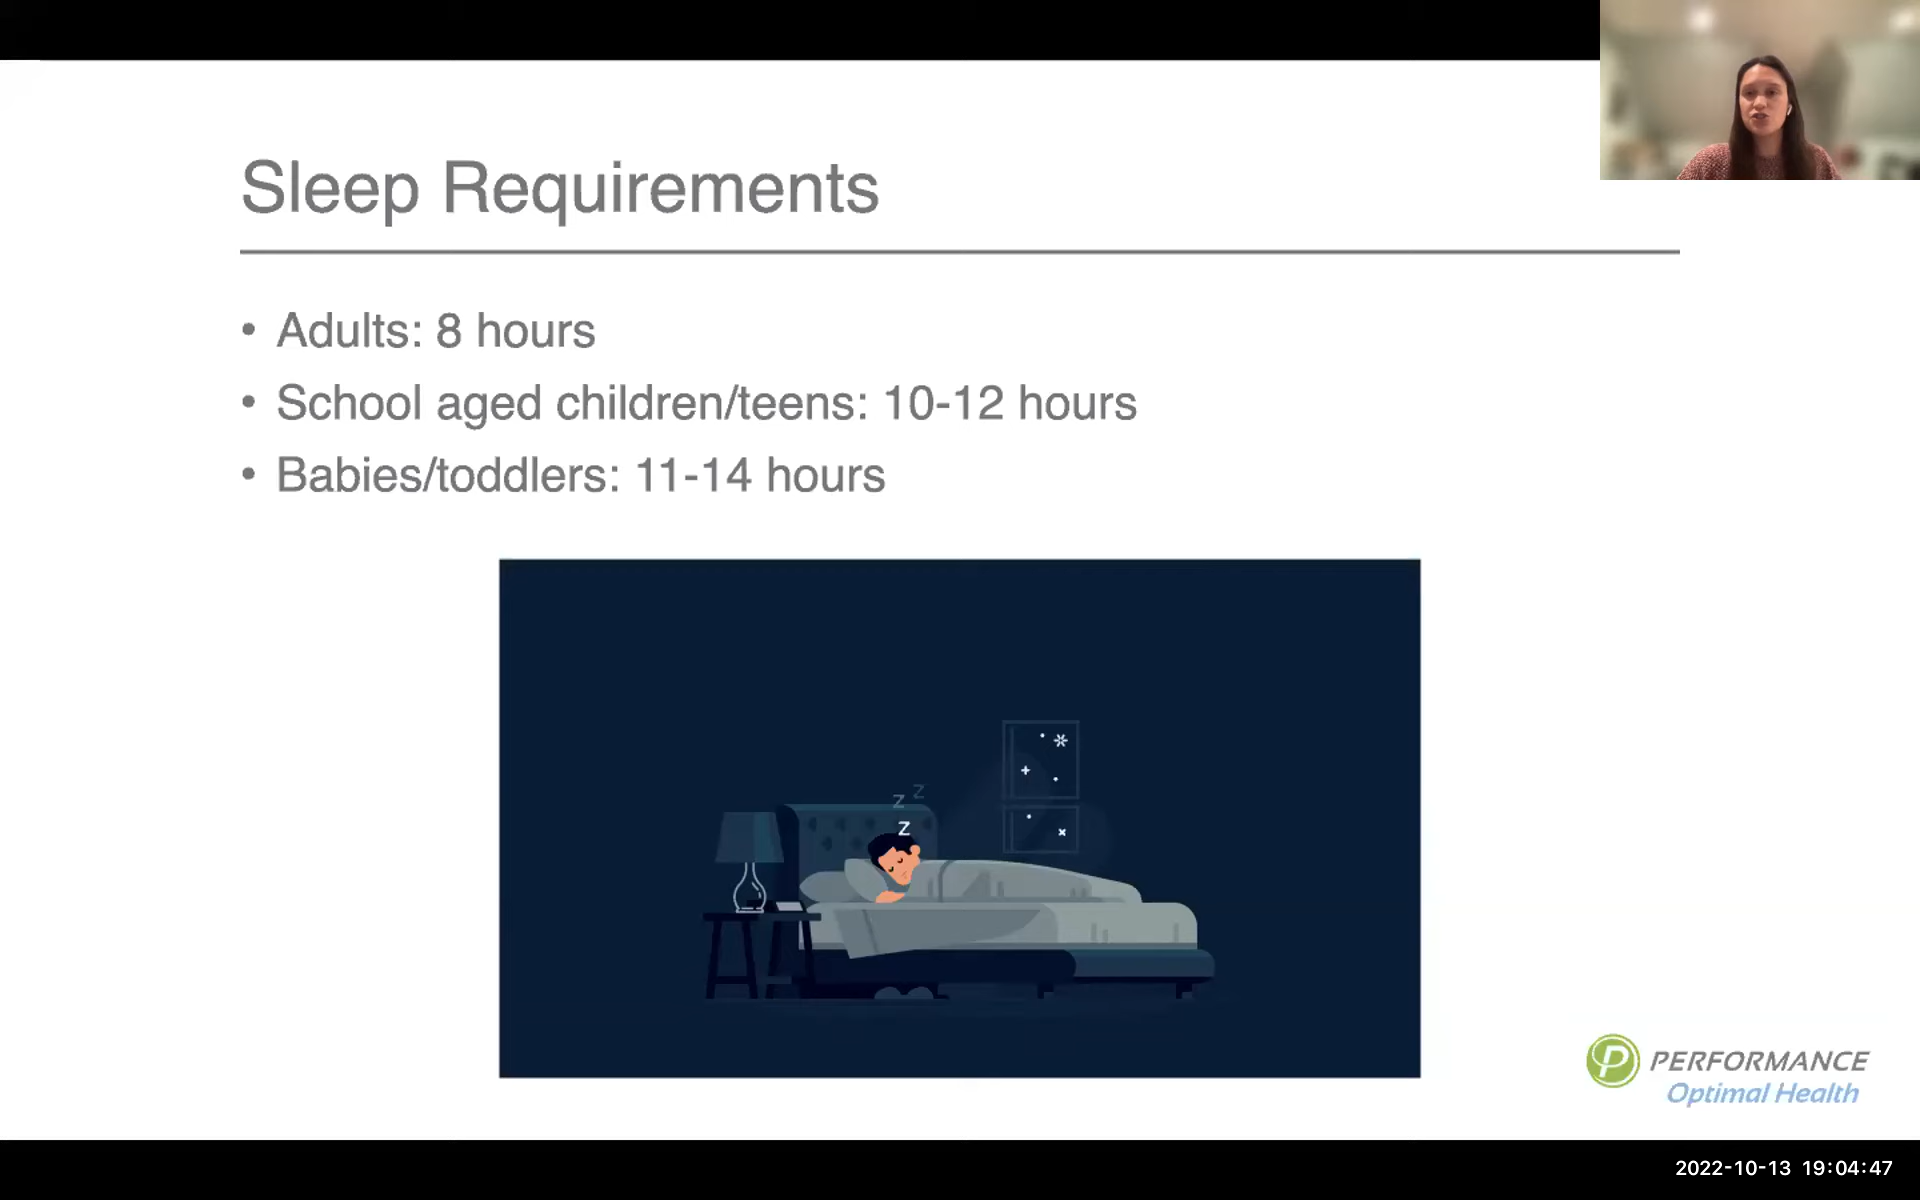 Sleep Requirements
• Adults: 8 hours
• School aged children/teens: 10-12 hours
• Babies/toddlers: 11-14 hours
z z
z
P PERFORMANCE
Optimal Health
2022-10-13 19:04:47